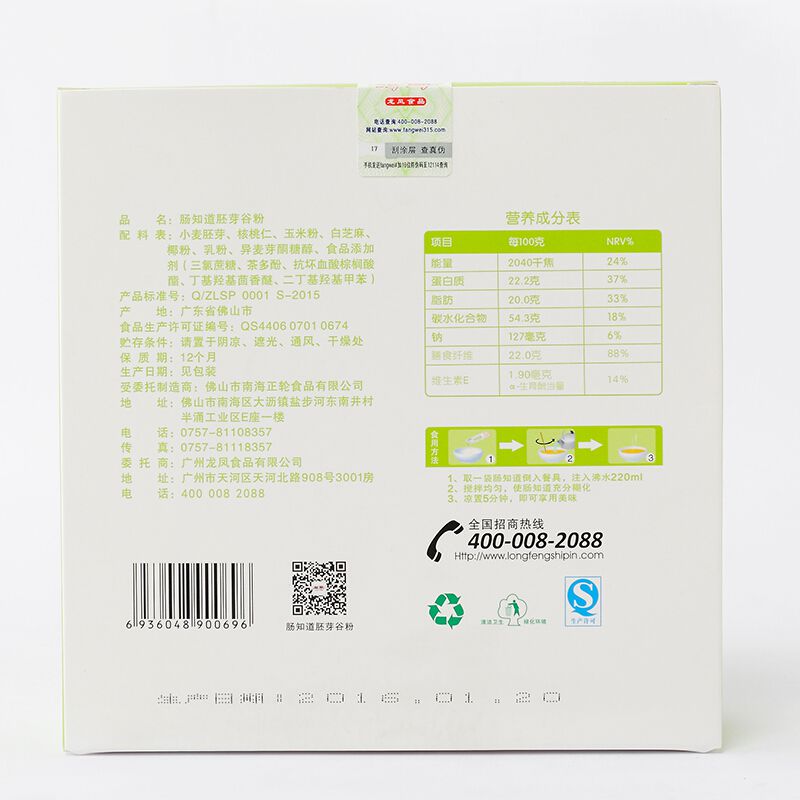 龙凤食品
电话查询:400-008-2088
网站查询:www.fangwei315.com
17 刮涂层 查真伪
品 名:肠知道胚芽谷粉
配 料 表:小麦胚芽、核桃仁、玉米粉、白芝麻、
椰粉、乳粉、异麦芽酮糖醇、食品添加
剂(三氯蔗糖、茶多酚、抗坏血酸棕榈酸
酯、丁基羟基茴香醚、二丁基羟基甲苯)
产品标准号:Q/ZLSP 0001 S-2015
产 地:广东省佛山市
食品生产许可证编号:QS4406 0701 0674
贮存条件:请置于阴凉、遮光、通风、干燥处
保 质 期:12个月
生产日期:见包装
受委托制造商:佛山市南海正轮食品有限公司
地 址:佛山市南海区大沥镇盐步河东南井村
半涌工业区E座一楼
电 话:0757-81108357
传 真:0757-81118357
委 托 商:广州龙凤食品有限公司
地 址:广州市天河区天河北路908号3001房
电 话:400 008 2088
营养成分表
项目 每100克 NRV%
能量 2040千焦 24%
蛋白质 22.2克 37%
脂肪 20.0克 33%
碳水化合物 54.3克 18%
钠 127毫克 6%
膳食纤维 22.0克 88%
维生素E 1.90毫克 α-生育酚当量 14%
食用方法
1 2 3
1、取一袋肠知道倒入餐具,注入沸水220ml
2、搅拌均匀,使肠知道充分糊化
3、凉置5分钟,即可享用美味
全国招商热线
400-008-2088
Http://www.longfengshipin.com
6 936048 900696
肠知道胚芽谷粉
清洁卫生 绿化环境
QS
生产许可
生产日期:2016.01.20